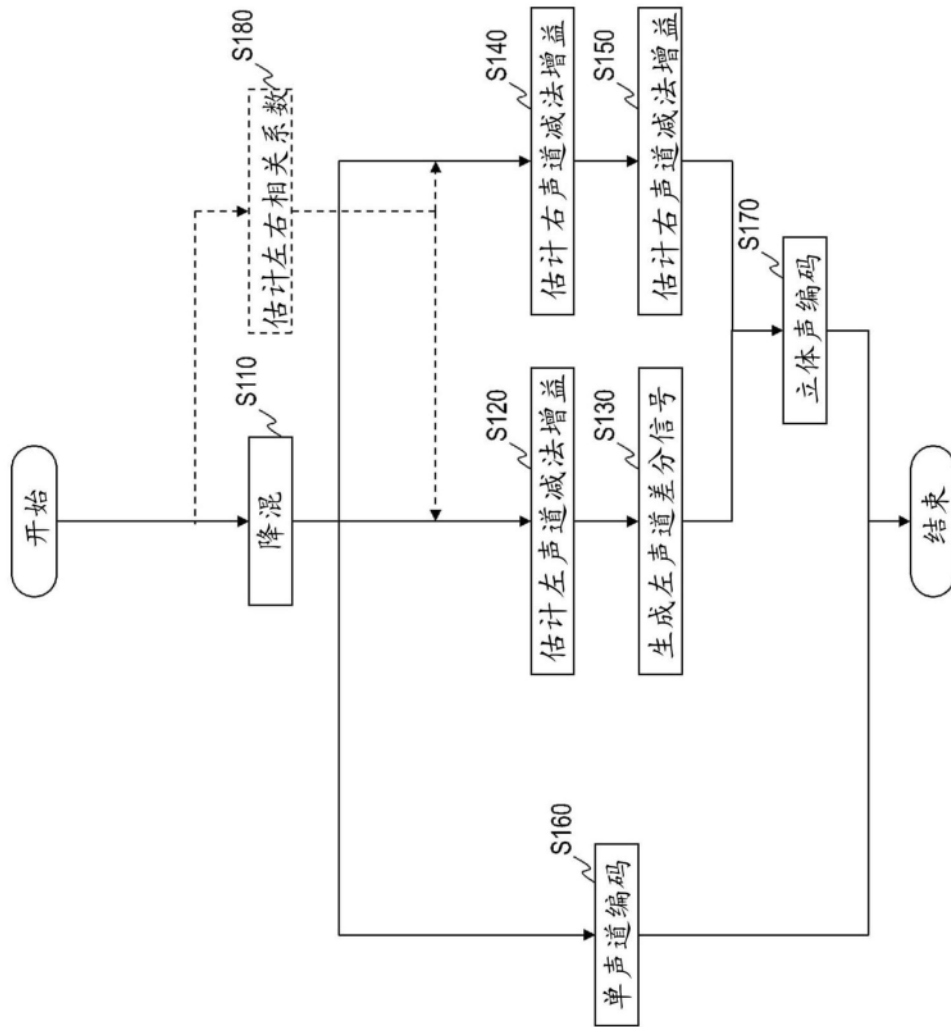 开始
S180
估计左右相关系数
S110
降混
S120
估计左声道减法增益
S140
估计右声道减法增益
S130
生成左声道差分信号
S150
估计右声道减法增益
S160
单声道编码
S170
立体声编码
结束